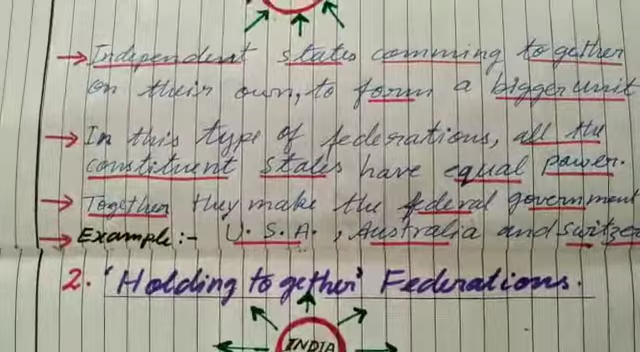 → Independent states comming together
on their own, to form a bigger unit
→ In this type of federations, all the
constituent states have equal power.
→ Together they make the federal government
→ Example:- U.S.A., Australia and Switzer
2. 'Holding together' Federations.
INDIA